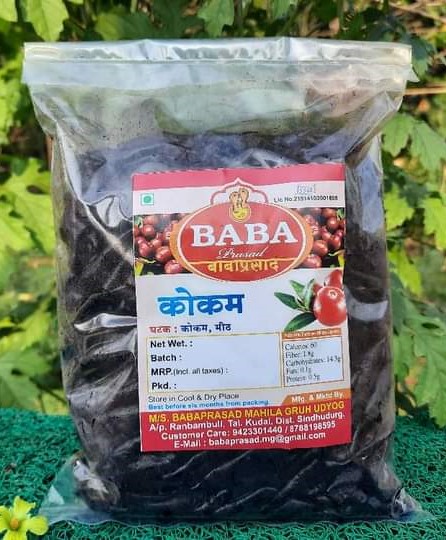 fssai
Lic No.21514103001898
BABA
Prasad
बाबाप्रसाद
कोकम
घटक : कोकम, मीठ
Net Wet. :
Batch :
MRP.(Incl. all taxes) :
Pkd. :
Calories: 60
Fiber: 1.8g
Carbohydrates: 14.3g
Fats: 0.1g
Protein: 0.5g
Store in Cool & Dry Place
Best before six months from packing.
Mfg. & Mktd By.
M/S. BABAPRASAD MAHILA GRUH UDYOG
A/p. Ranbambuli, Tal. Kudal, Dist. Sindhudurg.
Customer Care: 9423301440 / 8788198595
E-Mail : babaprasad.mg@gmail.com